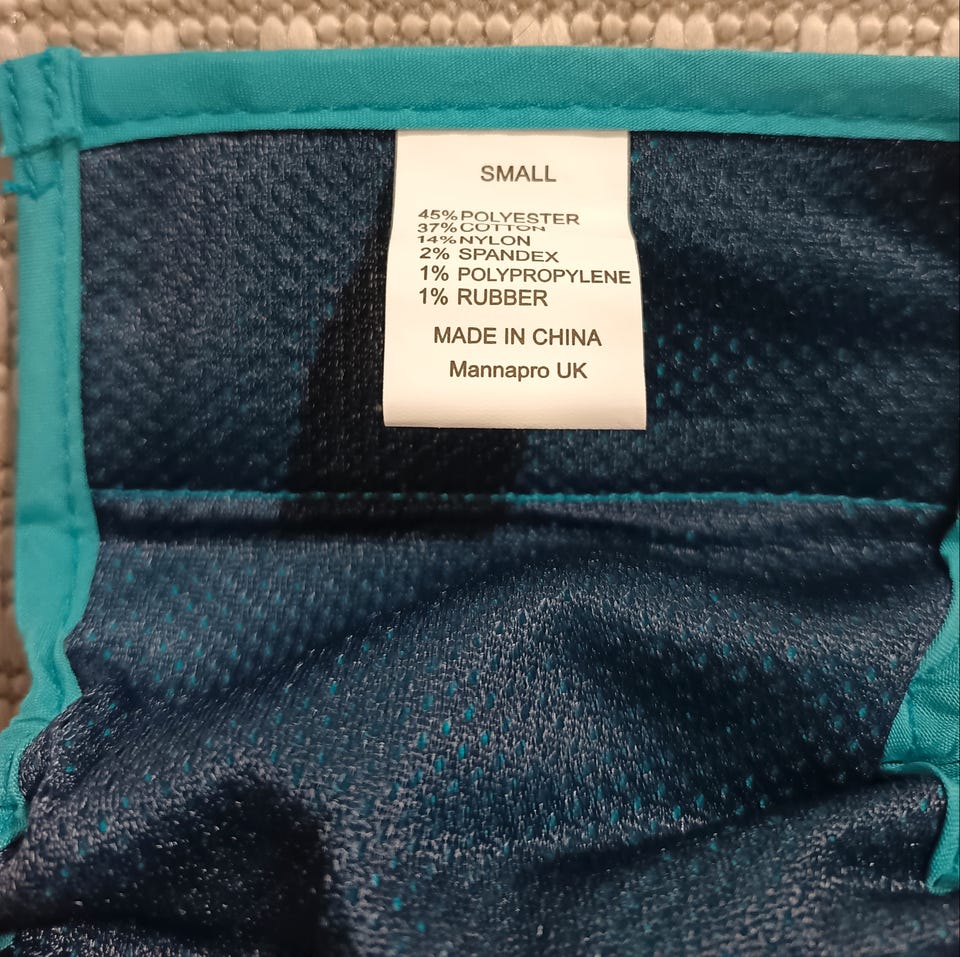 SMALL
45% POLYESTER
37% COTTON
14% NYLON
2% SPANDEX
1% POLYPROPYLENE
1% RUBBER
MADE IN CHINA
Mannapro UK